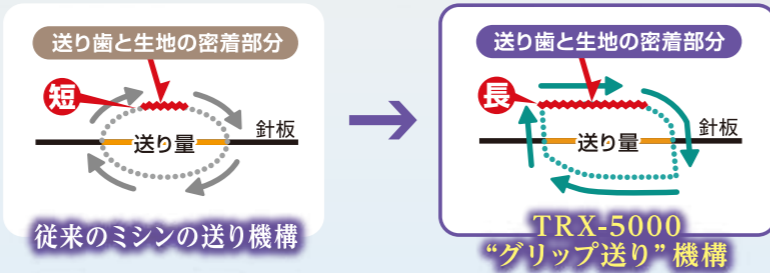 送り歯と生地の密着部分
短
針板
送り量
従来のミシンの送り機構
送り歯と生地の密着部分
長
針板
送り量
TRX-5000
“グリップ送り”機構